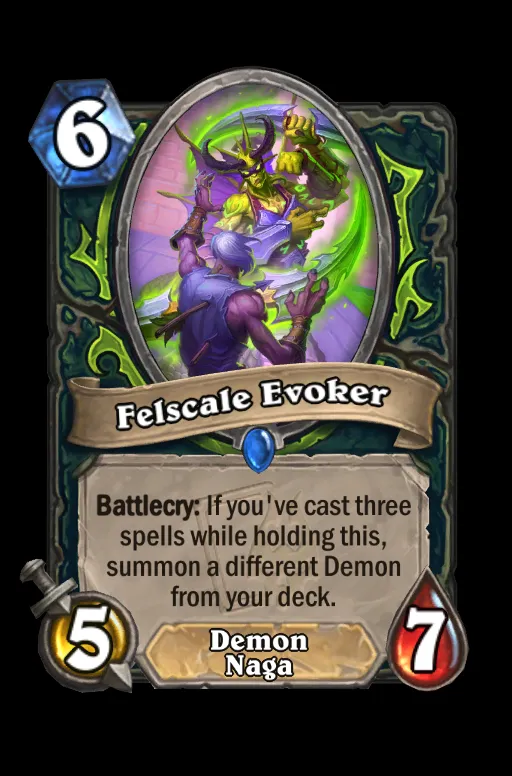 6
Felscale Evoker
Battlecry: If you've cast three
spells while holding this,
summon a different Demon
from your deck.
5
Demon
Naga
7